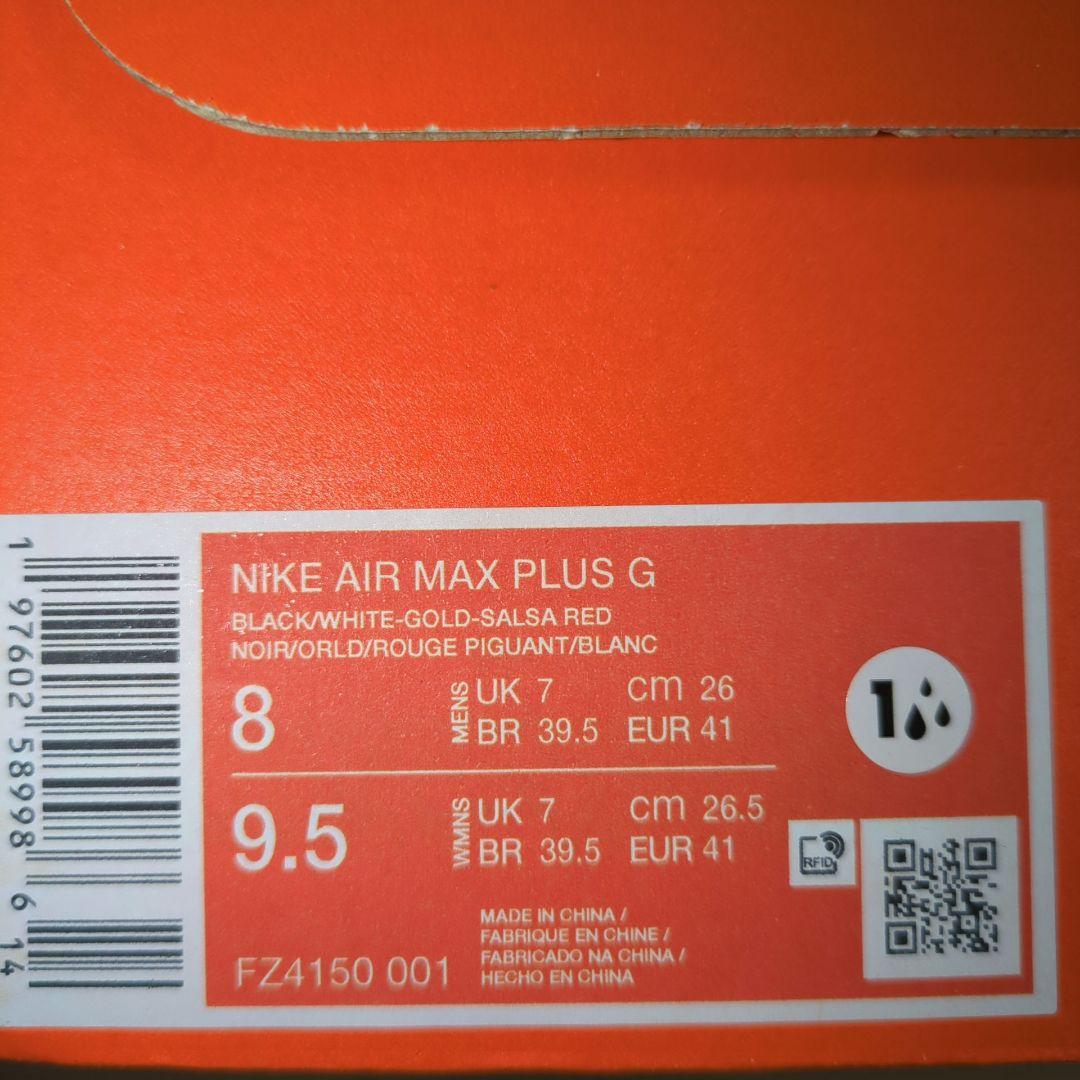 NIKE AIR MAX PLUS G
BLACK/WHITE-GOLD-SALSA RED
NOIR/ORLD/ROUGE PIGUANT/BLANC
8
MENS
UK 7 cm 26
BR 39.5 EUR 41
9.5
WMNS
UK 7 cm 26.5
BR 39.5 EUR 41
1
RFID
MADE IN CHINA /
FABRIQUE EN CHINE /
FABRICADO NA CHINA /
HECHO EN CHINA
FZ4150 001
1 97602 58998 6 14